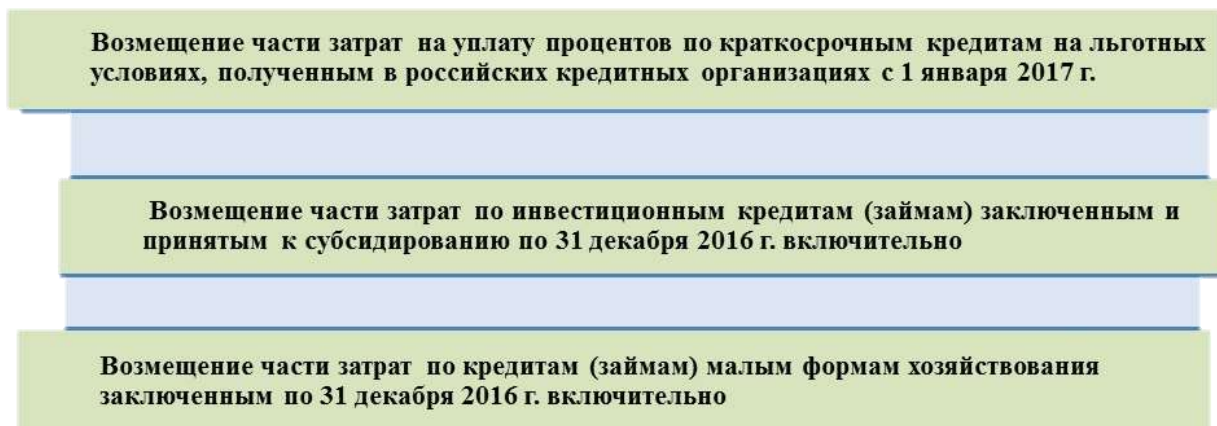 Возмещение части затрат на уплату процентов по краткосрочным кредитам на льготных
условиях, полученным в российских кредитных организациях с 1 января 2017 г.
Возмещение части затрат по инвестиционным кредитам (займам) заключенным и
принятым к субсидированию по 31 декабря 2016 г. включительно
Возмещение части затрат по кредитам (займам) малым формам хозяйствования
заключенным по 31 декабря 2016 г. включительно